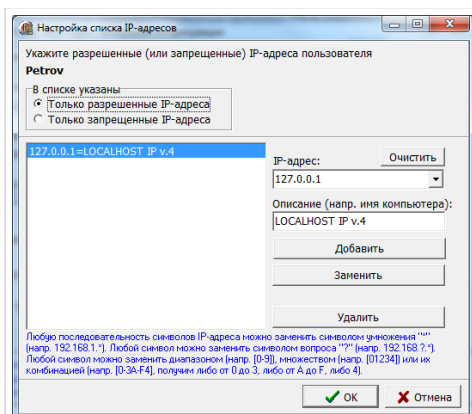 Настройка списка IP-адресов
Укажите разрешенные (или запрещенные) IP-адреса пользователя
Petrov
В списке указаны
Только разрешенные IP-адреса
Только запрещенные IP-адреса
127.0.0.1=LOCALHOST IP v.4
IP-адрес:
Очистить
127.0.0.1
Описание (напр. имя компьютера):
LOCALHOST IP v.4
Добавить
Заменить
Удалить
Любую последовательность символов IP-адреса можно заменить символом умножения "*"
(напр. 192.168.1.*). Любой символ можно заменить символом вопроса "?" (напр. 192.168.?.*).
Любой символ можно заменить диапазоном (напр. [0-9]), множеством (напр. [01234]) или их
комбинацией (напр. [0-3A-F4], получим либо от 0 до 3, либо от A до F, либо 4).
OK
Отмена